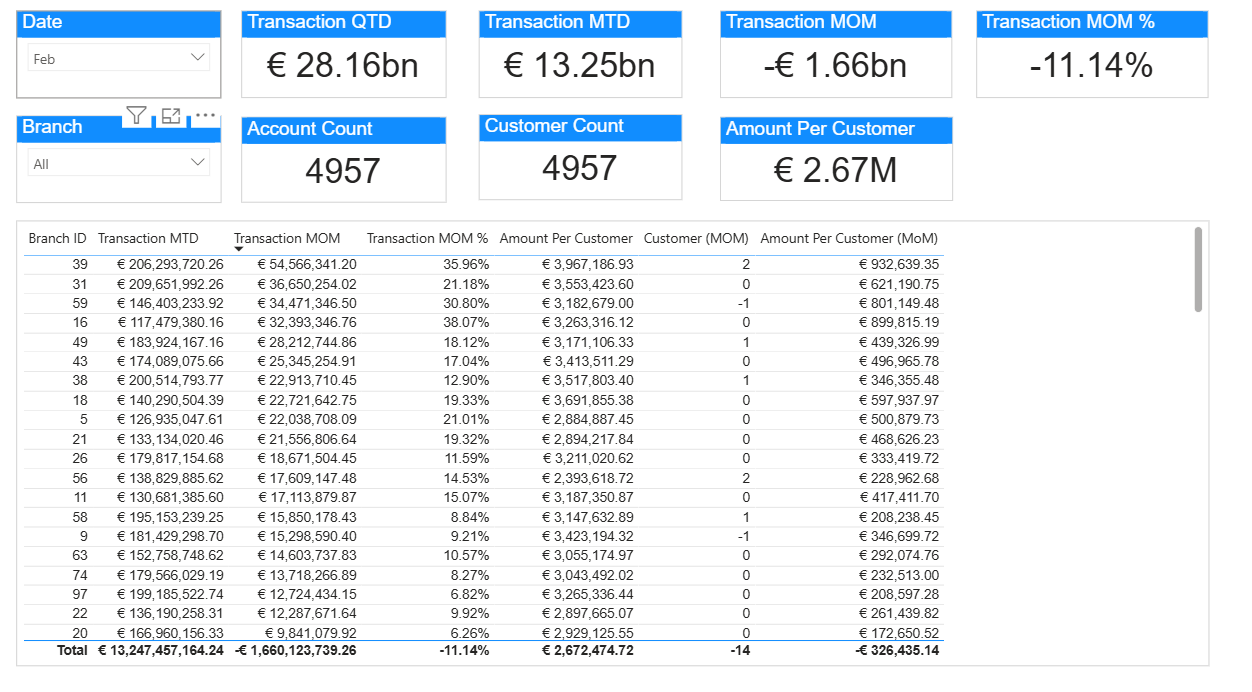 Date
Transaction QTD
Transaction MTD
Transaction MOM
Transaction MOM %
Feb
€ 28.16bn
€ 13.25bn
-€ 1.66bn
-11.14%
Branch
Account Count
Customer Count
Amount Per Customer
All
4957
4957
€ 2.67M
Branch ID Transaction MTD Transaction MOM Transaction MOM % Amount Per Customer Customer (MOM) Amount Per Customer (MoM)
39 € 206,293,720.26 € 54,566,341.20 35.96% € 3,967,186.93 2 € 932,639.35
31 € 209,651,992.26 € 36,650,254.02 21.18% € 3,553,423.60 0 € 621,190.75
59 € 146,403,233.92 € 34,471,346.50 30.80% € 3,182,679.00 -1 € 801,149.48
16 € 117,479,380.16 € 32,393,346.76 38.07% € 3,263,316.12 0 € 899,815.19
49 € 183,924,167.16 € 28,212,744.86 18.12% € 3,171,106.33 1 € 439,326.99
43 € 174,089,075.66 € 25,345,254.91 17.04% € 3,413,511.29 0 € 496,965.78
38 € 200,514,793.77 € 22,913,710.45 12.90% € 3,517,803.40 1 € 346,355.48
18 € 140,290,504.39 € 22,721,642.75 19.33% € 3,691,855.38 0 € 597,937.97
5 € 126,935,047.61 € 22,038,708.09 21.01% € 2,884,887.45 0 € 500,879.73
21 € 133,134,020.46 € 21,556,806.64 19.32% € 2,894,217.84 0 € 468,626.23
26 € 179,817,154.68 € 18,671,504.45 11.59% € 3,211,020.62 0 € 333,419.72
56 € 138,829,885.62 € 17,609,147.48 14.53% € 2,393,618.72 2 € 228,962.68
11 € 130,681,385.60 € 17,113,879.87 15.07% € 3,187,350.87 0 € 417,411.70
58 € 195,153,239.25 € 15,850,178.43 8.84% € 3,147,632.89 1 € 208,238.45
9 € 181,429,298.70 € 15,298,590.40 9.21% € 3,423,194.32 -1 € 346,699.72
63 € 152,758,748.62 € 14,603,737.83 10.57% € 3,055,174.97 0 € 292,074.76
74 € 179,566,029.19 € 13,718,266.89 8.27% € 3,043,492.02 0 € 232,513.00
97 € 199,185,522.74 € 12,724,434.15 6.82% € 3,265,336.44 0 € 208,597.28
22 € 136,190,258.31 € 12,287,671.64 9.92% € 2,897,665.07 0 € 261,439.82
20 € 166,960,156.33 € 9,841,079.92 6.26% € 2,929,125.55 0 € 172,650.52
Total € 13,247,457,164.24 -€ 1,660,123,739.26 -11.14% € 2,672,474.72 -14 -€ 326,435.14